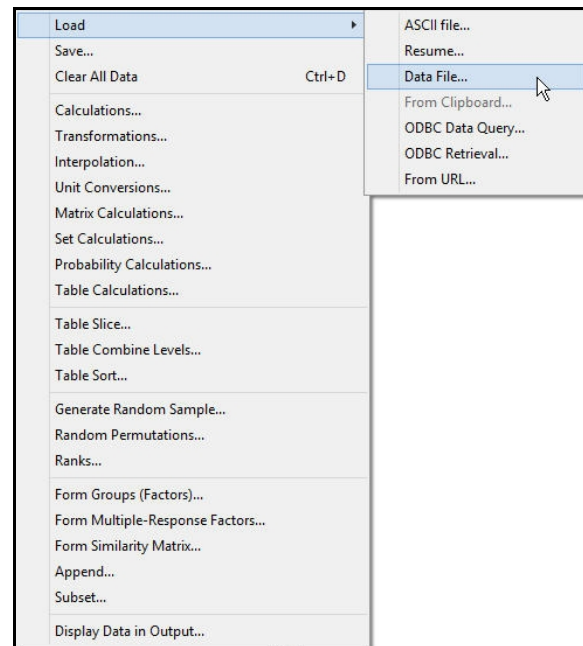 Load
Save...
Clear All Data Ctrl+D
Calculations...
Transformations...
Interpolation...
Unit Conversions...
Matrix Calculations...
Set Calculations...
Probability Calculations...
Table Calculations...
Table Slice...
Table Combine Levels...
Table Sort...
Generate Random Sample...
Random Permutations...
Ranks...
Form Groups (Factors)...
Form Multiple-Response Factors...
Form Similarity Matrix...
Append...
Subset...
Display Data in Output...
ASCII file...
Resume...
Data File...
From Clipboard...
ODBC Data Query...
ODBC Retrieval...
From URL...